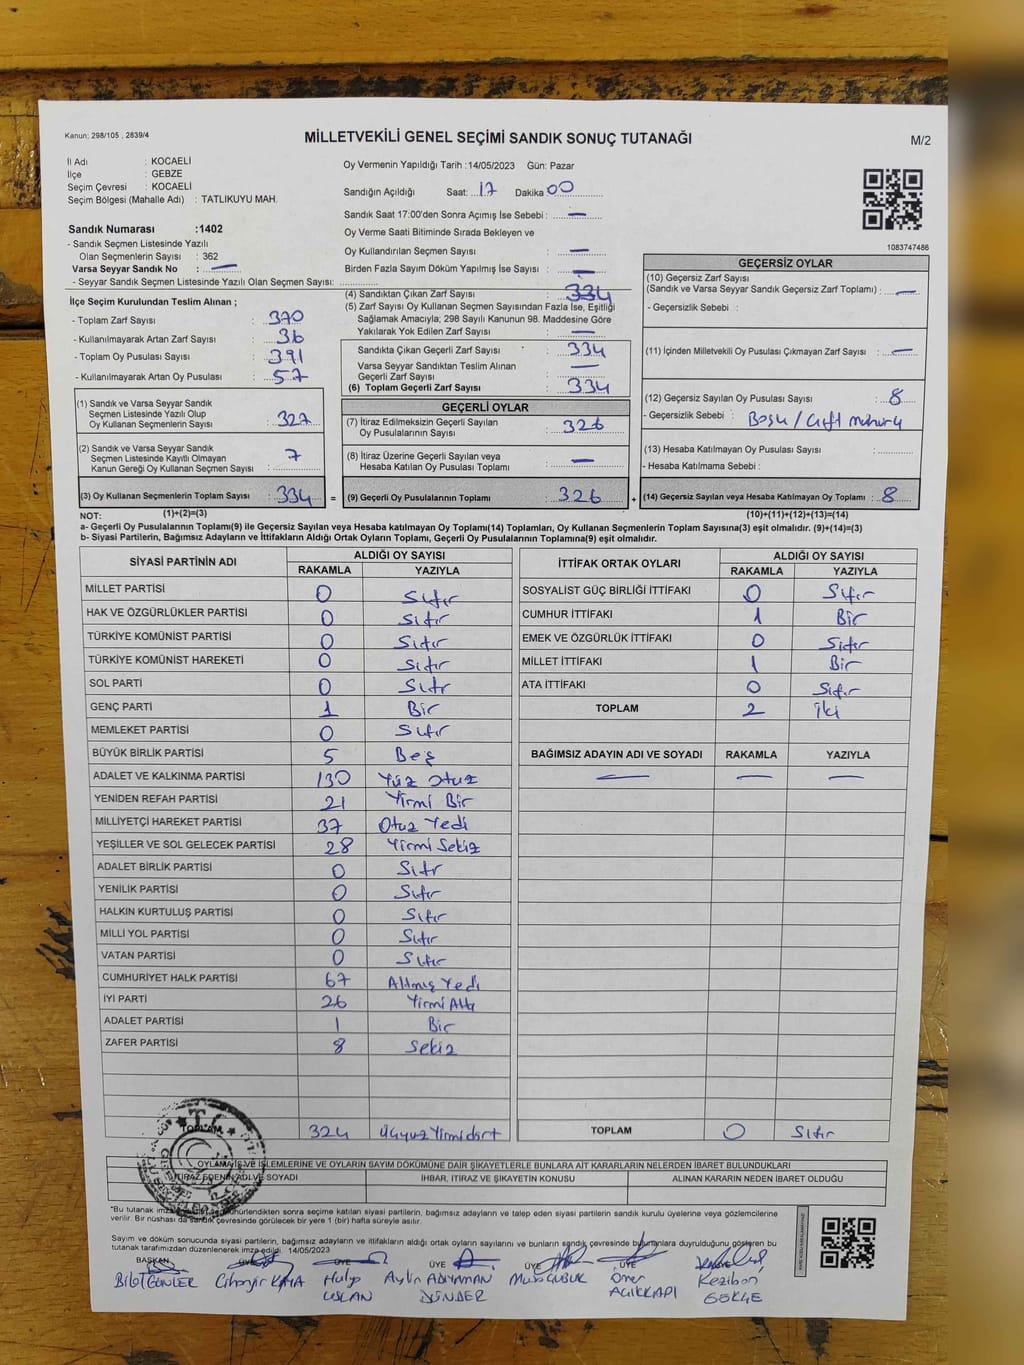 Kanun: 298/105 , 2839/4
MİLLETVEKİLİ GENEL SEÇİMİ SANDIK SONUÇ TUTANAĞI
M/2
İl Adı : KOCAELİ
İlçe : GEBZE
Seçim Çevresi : KOCAELİ
Seçim Bölgesi (Mahalle Adı) : TATLIKUYU MAH.
Oy Vermenin Yapıldığı Tarih :14/05/2023 Gün: Pazar
Sandığın Açıldığı Saat: 17 Dakika 00
Sandık Saat 17:00'den Sonra Açımış İse Sebebi : —
Oy Verme Saati Bitiminde Sırada Bekleyen ve
Oy Kullandırılan Seçmen Sayısı : —
Birden Fazla Sayım Döküm Yapılmış İse Sayısı : —
1083747486
Sandık Numarası :1402
- Sandık Seçmen Listesinde Yazılı
Olan Seçmenlerin Sayısı : 362
Varsa Seyyar Sandık No : —
- Seyyar Sandık Seçmen Listesinde Yazılı Olan Seçmen Sayısı:
İlçe Seçim Kurulundan Teslim Alınan ;
- Toplam Zarf Sayısı : 370
- Kullanılmayarak Artan Zarf Sayısı : 36
- Toplam Oy Pusulası Sayısı : 391
- Kullanılmayarak Artan Oy Pusulası : 57
(4) Sandıktan Çıkan Zarf Sayısı : 334
(5) Zarf Sayısı Oy Kullanan Seçmen Sayısından Fazla İse, Eşitliği
Sağlamak Amacıyla; 298 Sayılı Kanunun 98. Maddesine Göre
Yakılarak Yok Edilen Zarf Sayısı : —
Sandıkta Çıkan Geçerli Zarf Sayısı : 334
Varsa Seyyar Sandıktan Teslim Alınan
Geçerli Zarf Sayısı : —
(6) Toplam Geçerli Zarf Sayısı : 334
GEÇERSİZ OYLAR
(10) Geçersiz Zarf Sayısı
(Sandık ve Varsa Seyyar Sandık Geçersiz Zarf Toplamı) : —
- Geçersizlik Sebebi :
(11) İçinden Milletvekili Oy Pusulası Çıkmayan Zarf Sayısı : —
(12) Geçersiz Sayılan Oy Pusulası Sayısı : 8
- Geçersizlik Sebebi : Boş / Çift mühürlü
(13) Hesaba Katılmayan Oy Pusulası Sayısı :
- Hesaba Katılmama Sebebi :
(14) Geçersiz Sayılan veya Hesaba Katılmayan Oy Toplamı : 8
(10)+(11)+(12)+(13)=(14)
(1) Sandık ve Varsa Seyyar Sandık
Seçmen Listesinde Yazılı Olup
Oy Kullanan Seçmenlerin Sayısı : 327
(2) Sandık ve Varsa Seyyar Sandık
Seçmen Listesinde Kayıtlı Olmayan
Kanun Gereği Oy Kullanan Seçmen Sayısı : 7
(3) Oy Kullanan Seçmenlerin Toplam Sayısı : 334 =
(1)+(2)=(3)
GEÇERLİ OYLAR
(7) İtiraz Edilmeksizin Geçerli Sayılan
Oy Pusulalarının Sayısı : 326
(8) İtiraz Üzerine Geçerli Sayılan veya
Hesaba Katılan Oy Pusulası Toplamı : —
(9) Geçerli Oy Pusulalarının Toplamı : 326 +
NOT:
a- Geçerli Oy Pusulalarının Toplamı(9) ile Geçersiz Sayılan veya Hesaba katılmayan Oy Toplamı(14) Toplamları, Oy Kullanan Seçmenlerin Toplam Sayısına(3) eşit olmalıdır. (9)+(14)=(3)
b- Siyasi Partilerin, Bağımsız Adayların ve İttifakların Aldığı Ortak Oyların Toplamı, Geçerli Oy Pusulalarının Toplamına(9) eşit olmalıdır.
SİYASİ PARTİNİN ADI ALDIĞI OY SAYISI
RAKAMLA YAZIYLA
MİLLET PARTİSİ 0 Sıfır
HAK VE ÖZGÜRLÜKLER PARTİSİ 0 Sıfır
TÜRKİYE KOMÜNİST PARTİSİ 0 Sıfır
TÜRKİYE KOMÜNİST HAREKETİ 0 Sıfır
SOL PARTİ 0 Sıfır
GENÇ PARTİ 1 Bir
MEMLEKET PARTİSİ 0 Sıfır
BÜYÜK BİRLİK PARTİSİ 5 Beş
ADALET VE KALKINMA PARTİSİ 130 Yüz Otuz
YENİDEN REFAH PARTİSİ 21 Yirmi Bir
MİLLİYETÇİ HAREKET PARTİSİ 37 Otuz Yedi
YEŞİLLER VE SOL GELECEK PARTİSİ 28 Yirmi Sekiz
ADALET BİRLİK PARTİSİ 0 Sıfır
YENİLİK PARTİSİ 0 Sıfır
HALKIN KURTULUŞ PARTİSİ 0 Sıfır
MİLLİ YOL PARTİSİ 0 Sıfır
VATAN PARTİSİ 0 Sıfır
CUMHURİYET HALK PARTİSİ 67 Altmış Yedi
İYİ PARTİ 26 Yirmi Altı
ADALET PARTİSİ 1 Bir
ZAFER PARTİSİ 8 Sekiz
TOPLAM 324 Üçyüz Yirmidört
İTTİFAK ORTAK OYLARI ALDIĞI OY SAYISI
RAKAMLA YAZIYLA
SOSYALİST GÜÇ BİRLİĞİ İTTİFAKI 0 Sıfır
CUMHUR İTTİFAKI 1 Bir
EMEK VE ÖZGÜRLÜK İTTİFAKI 0 Sıfır
MİLLET İTTİFAKI 1 Bir
ATA İTTİFAKI 0 Sıfır
TOPLAM 2 İki
BAĞIMSIZ ADAYIN ADI VE SOYADI RAKAMLA YAZIYLA
— — —
TOPLAM 0 Sıfır
OYLAMA İŞ VE İŞLEMLERİNE VE OYLARIN SAYIM DÖKÜMÜNE DAİR ŞİKAYETLERLE BUNLARA AİT KARARLARIN NELERDEN İBARET BULUNDUKLARI
İTİRAZ EDENİN ADI VE SOYADI İHBAR, İTİRAZ VE ŞİKAYETİN KONUSU ALINAN KARARIN NEDEN İBARET OLDUĞU
"Bu tutanak imza mühürlendikten sonra seçime katılan siyasi partilerin, bağımsız adayların ve talep eden siyasi partilerin sandık kurulu üyelerine veya gözlemcilerine
verilir. Bir nüshası da sandık çevresinde görülecek bir yere 1 (bir) hafta süreyle asılır.
Sayım ve döküm sonucunda siyasi partilerin, bağımsız adayların ve ittifakların aldığı ortak oyların sayılarını ve bunların sandık çevresinde bulunanlara duyrulduğunu gösteren bu
tutanak tarafımızdan düzenlenerek imza edildi. 14/05/2023
BAŞKAN ÜYE ÜYE ÜYE ÜYE ÜYE ÜYE
GÜNLER Cihangir KAYA Hulya USLAN Aylin ADIYAMAN DÜNDER Musa ÇUBUK Ömer AÇIKKAPI Keziban GÖKÇE